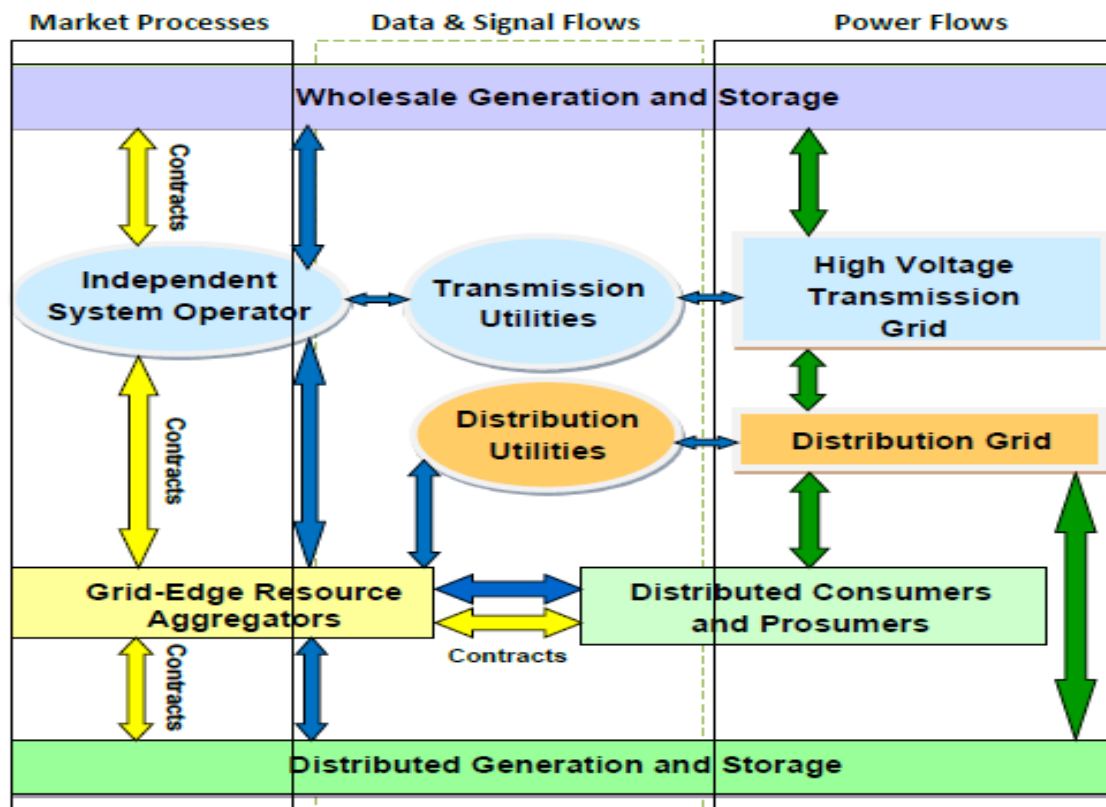 Market Processes
Data & Signal Flows
Power Flows
Wholesale Generation and Storage
Contracts
Independent
System Operator
Transmission
Utilities
High Voltage
Transmission
Grid
Contracts
Distribution
Utilities
Distribution Grid
Grid-Edge Resource
Aggregators
Distributed Consumers
and Prosumers
Contracts
Contracts
Distributed Generation and Storage